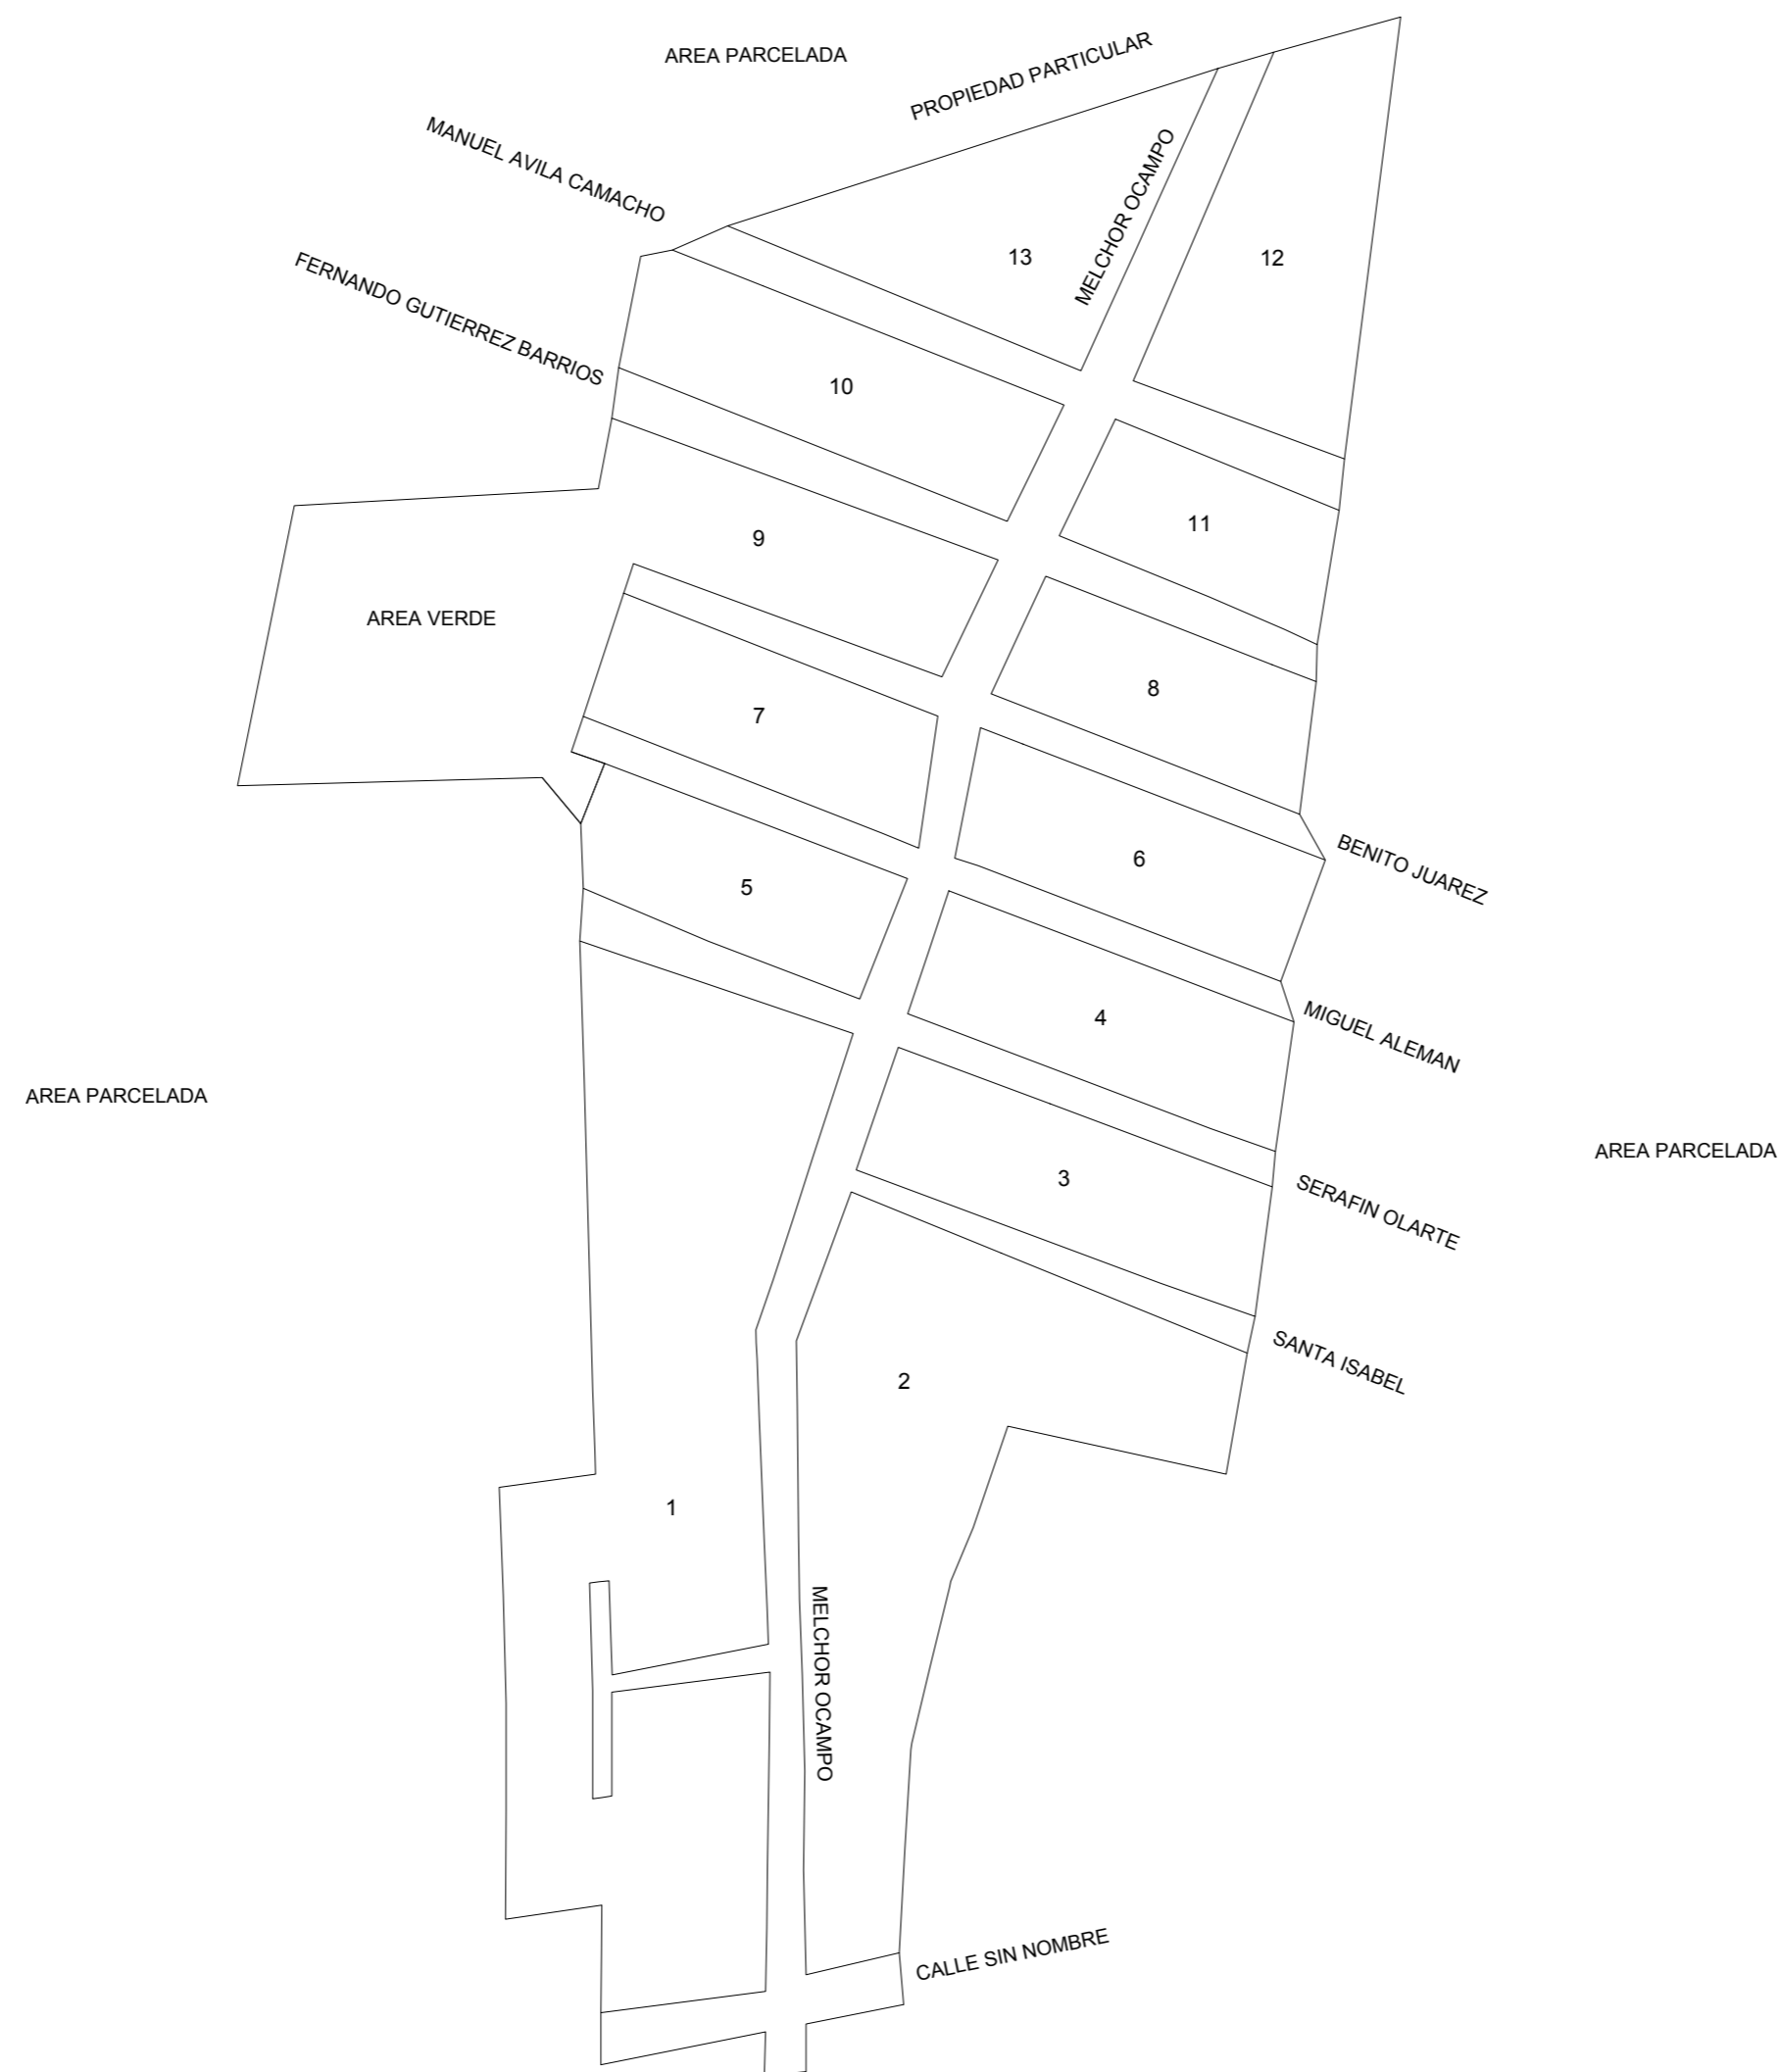 AREA PARCELADA
PROPIEDAD PARTICULAR
MANUEL AVILA CAMACHO
MELCHOR OCAMPO
13
12
FERNANDO GUTIERREZ BARRIOS
10
11
9
AREA VERDE
8
7
6
BENITO JUAREZ
5
4
MIGUEL ALEMAN
AREA PARCELADA
AREA PARCELADA
3
SERAFIN OLARTE
SANTA ISABEL
2
1
MELCHOR OCAMPO
CALLE SIN NOMBRE